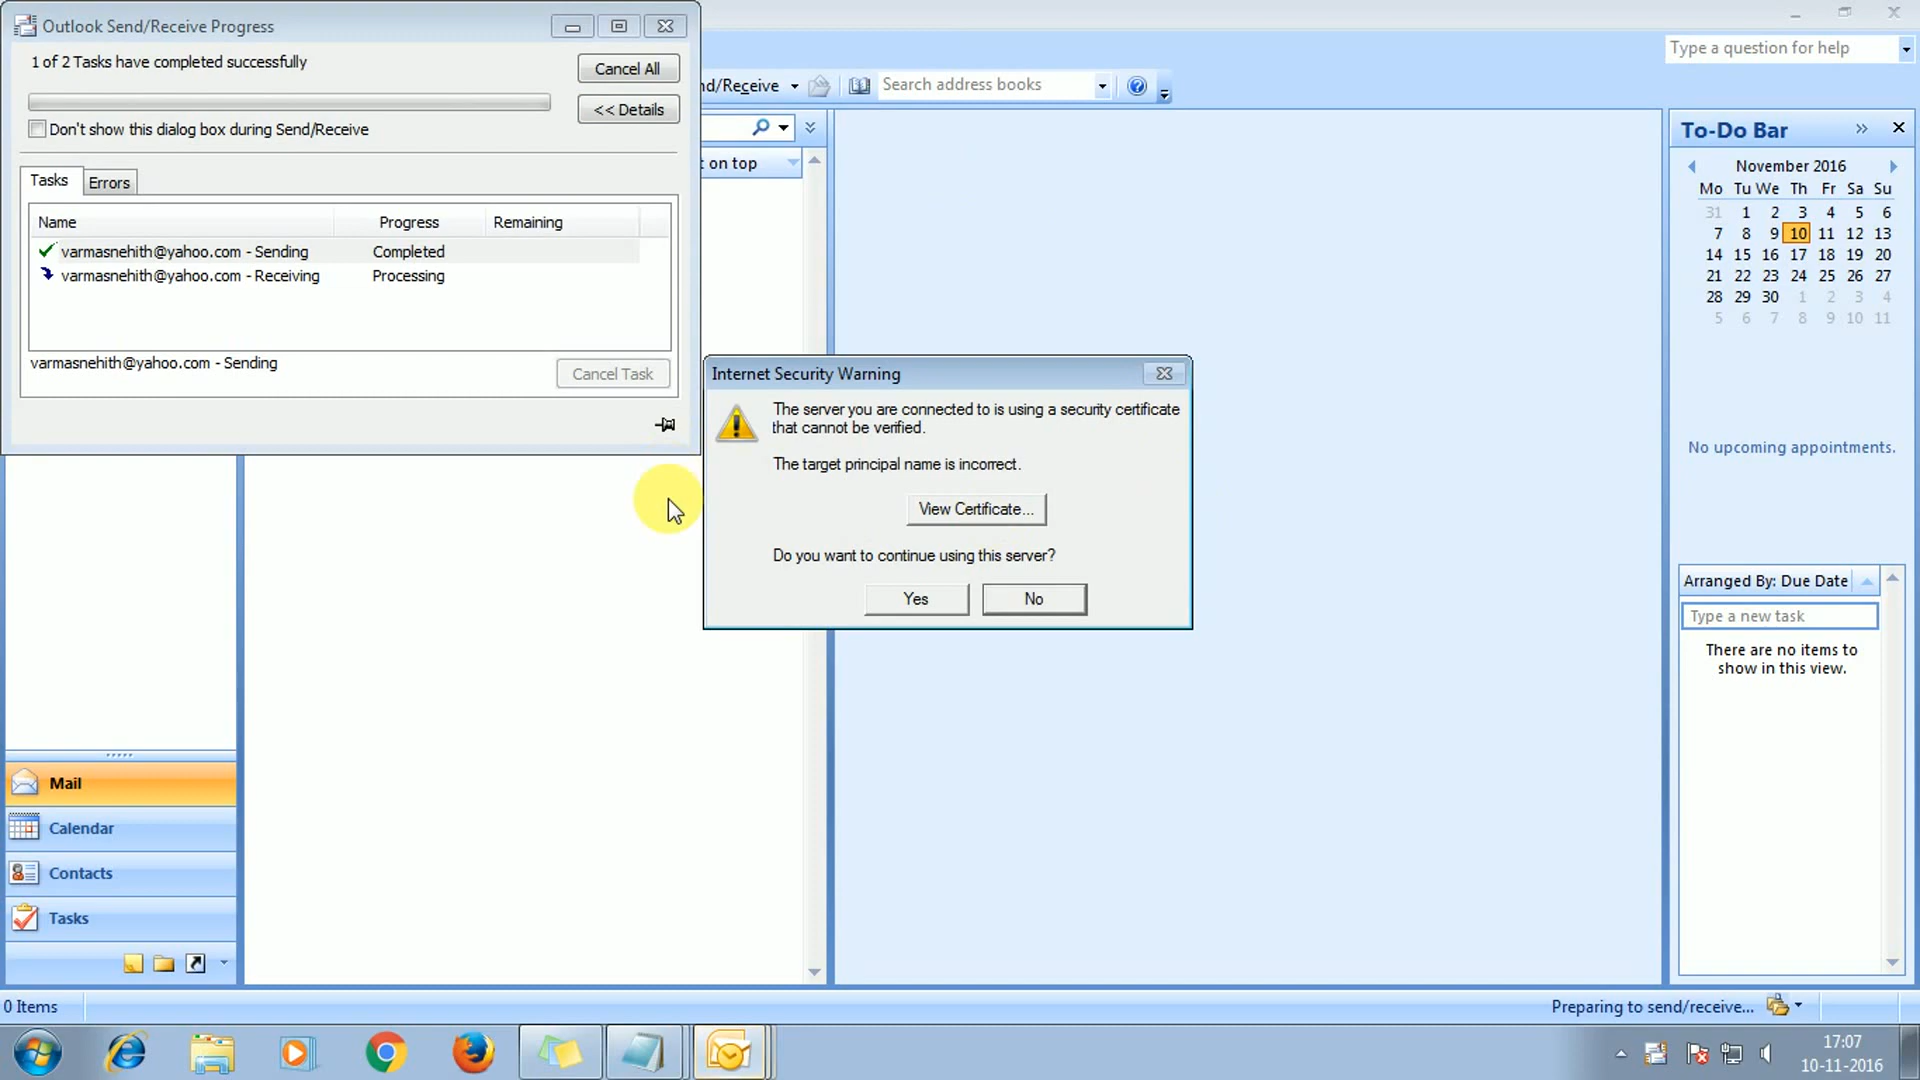 Outlook Send/Receive Progress
1 of 2 Tasks have completed successfully
Cancel All
<< Details
Don't show this dialog box during Send/Receive
Tasks
Errors
Name Progress Remaining
varmasnehith@yahoo.com - Sending Completed
varmasnehith@yahoo.com - Receiving Processing
varmasnehith@yahoo.com - Sending
Cancel Task
Type a question for help
nd/Receive
Search address books
t on top
Internet Security Warning
The server you are connected to is using a security certificate
that cannot be verified.
The target principal name is incorrect.
View Certificate...
Do you want to continue using this server?
Yes
No
To-Do Bar
November 2016
Mo Tu We Th Fr Sa Su
31 1 2 3 4 5 6
7 8 9 10 11 12 13
14 15 16 17 18 19 20
21 22 23 24 25 26 27
28 29 30 1 2 3 4
5 6 7 8 9 10 11
No upcoming appointments.
Arranged By: Due Date
Type a new task
There are no items to
show in this view.
Mail
Calendar
Contacts
Tasks
0 Items
Preparing to send/receive...
17:07
10-11-2016